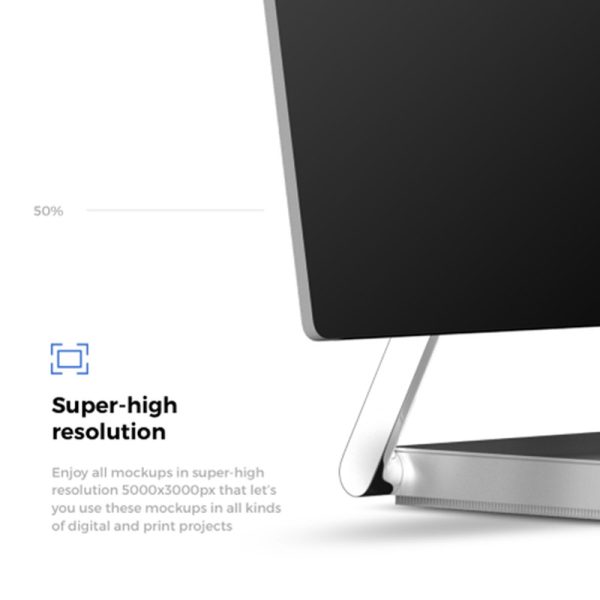 50%
Super-high
resolution
Enjoy all mockups in super-high
resolution 5000x3000px that let's
you use these mockups in all kinds
of digital and print projects